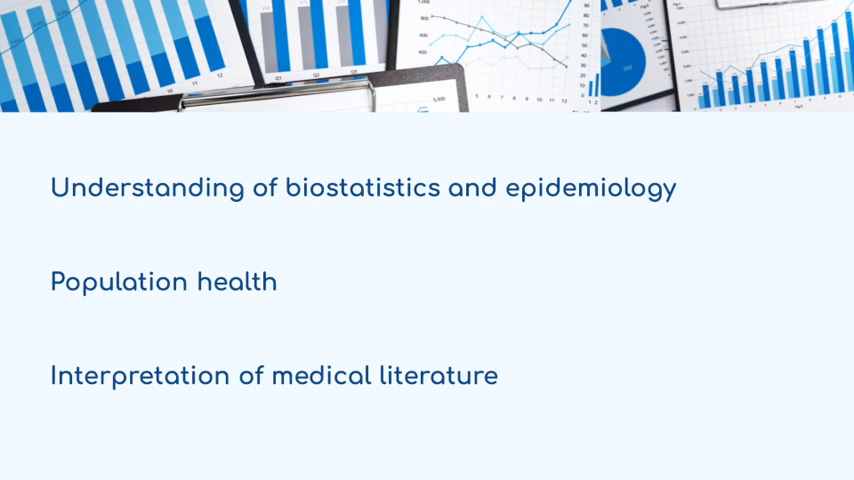 Understanding of biostatistics and epidemiology
Population health
Interpretation of medical literature